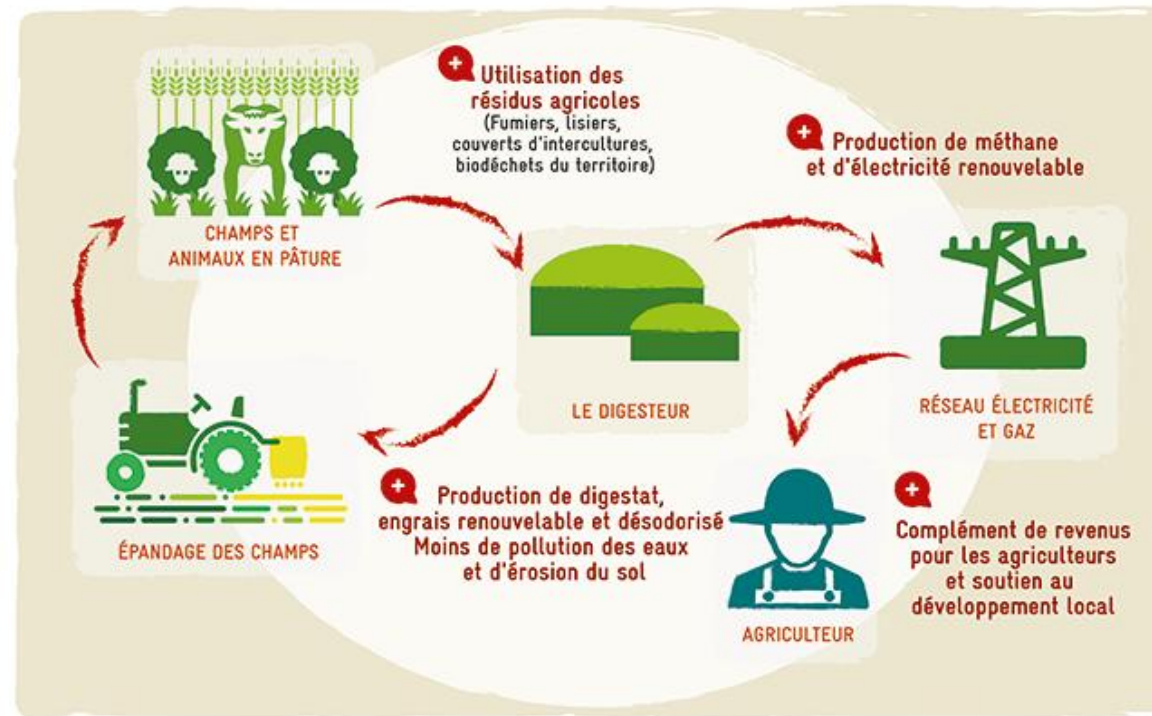 + Utilisation des
résidus agricoles
(Fumiers, lisiers,
couverts d'intercultures,
biodéchets du territoire)
+ Production de méthane
et d'électricité renouvelable
CHAMPS ET
ANIMAUX EN PÂTURE
LE DIGESTEUR
RÉSEAU ÉLECTRICITÉ
ET GAZ
ÉPANDAGE DES CHAMPS
+ Production de digestat,
engrais renouvelable et désodorisé
Moins de pollution des eaux
et d'érosion du sol
AGRICULTEUR
+ Complément de revenus
pour les agriculteurs
et soutien au
développement local